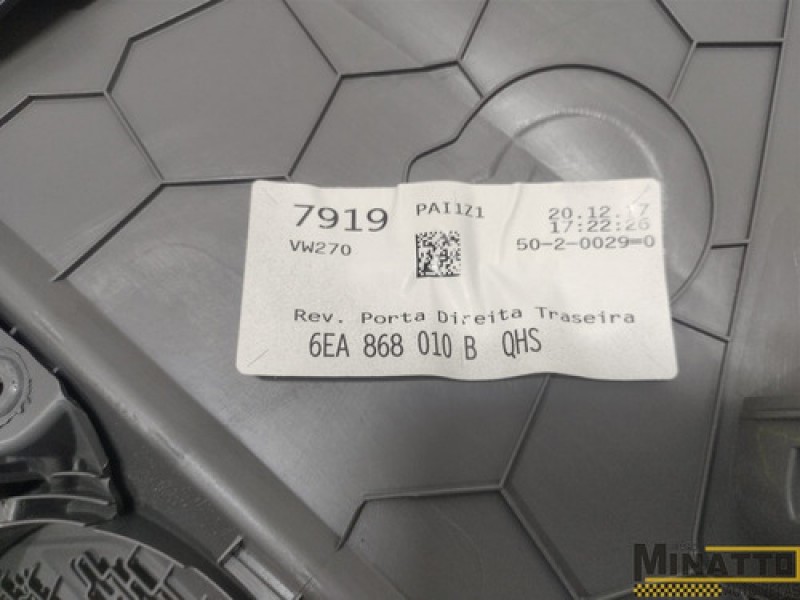 7919 PAI1Z1 20.12.17
17:22:26
VW270 50-2-0029=0
Rev. Porta Direita Traseira
6EA 868 010 B QHS
MINATTO